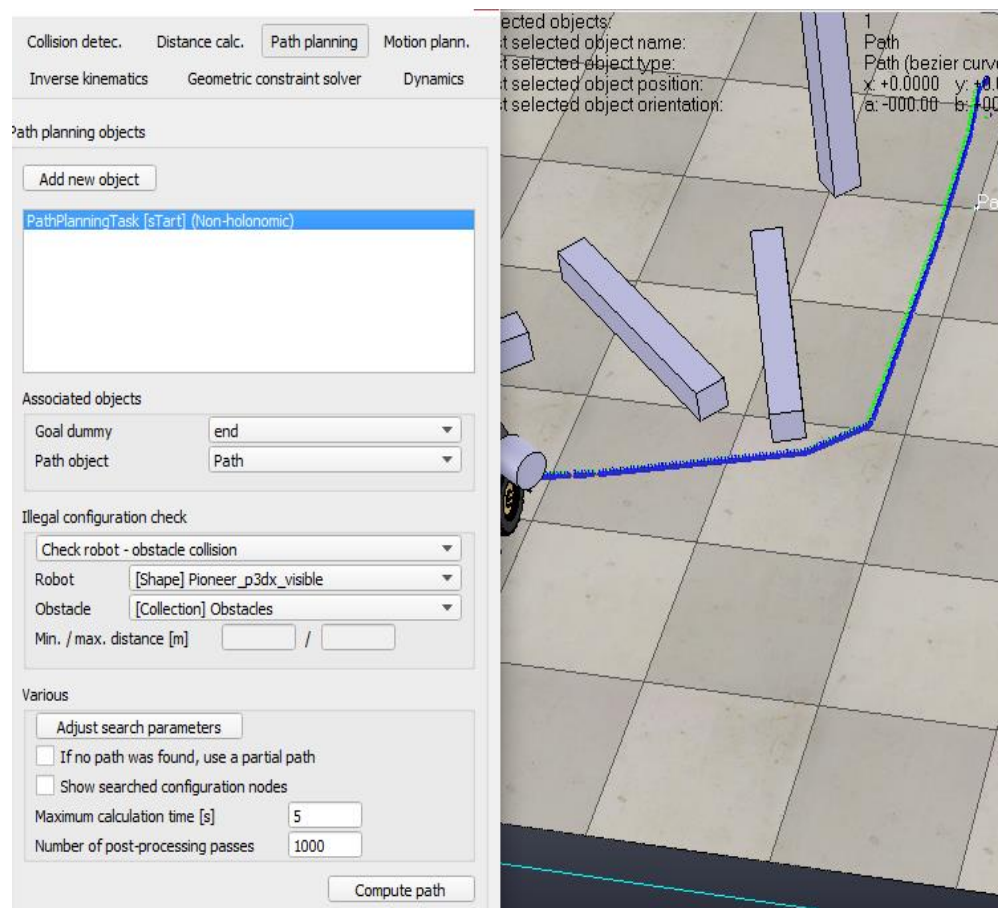 Collision detec. Distance calc. Path planning Motion plann.
Inverse kinematics Geometric constraint solver Dynamics
Path planning objects
Add new object
PathPlanningTask [sTart] (Non-holonomic)
Associated objects
Goal dummy end
Path object Path
Illegal configuration check
Check robot - obstacle collision
Robot [Shape] Pioneer_p3dx_visible
Obstacle [Collection] Obstacles
Min. / max. distance [m] /
Various
Adjust search parameters
If no path was found, use a partial path
Show searched configuration nodes
Maximum calculation time [s] 5
Number of post-processing passes 1000
Compute path
ected objects: 1
t selected object name: Path
t selected object type: Path (bezier curve
t selected object position: x: +0.0000 y: +0.0
t selected object orientation: a: -000.00 b: +00
Pa